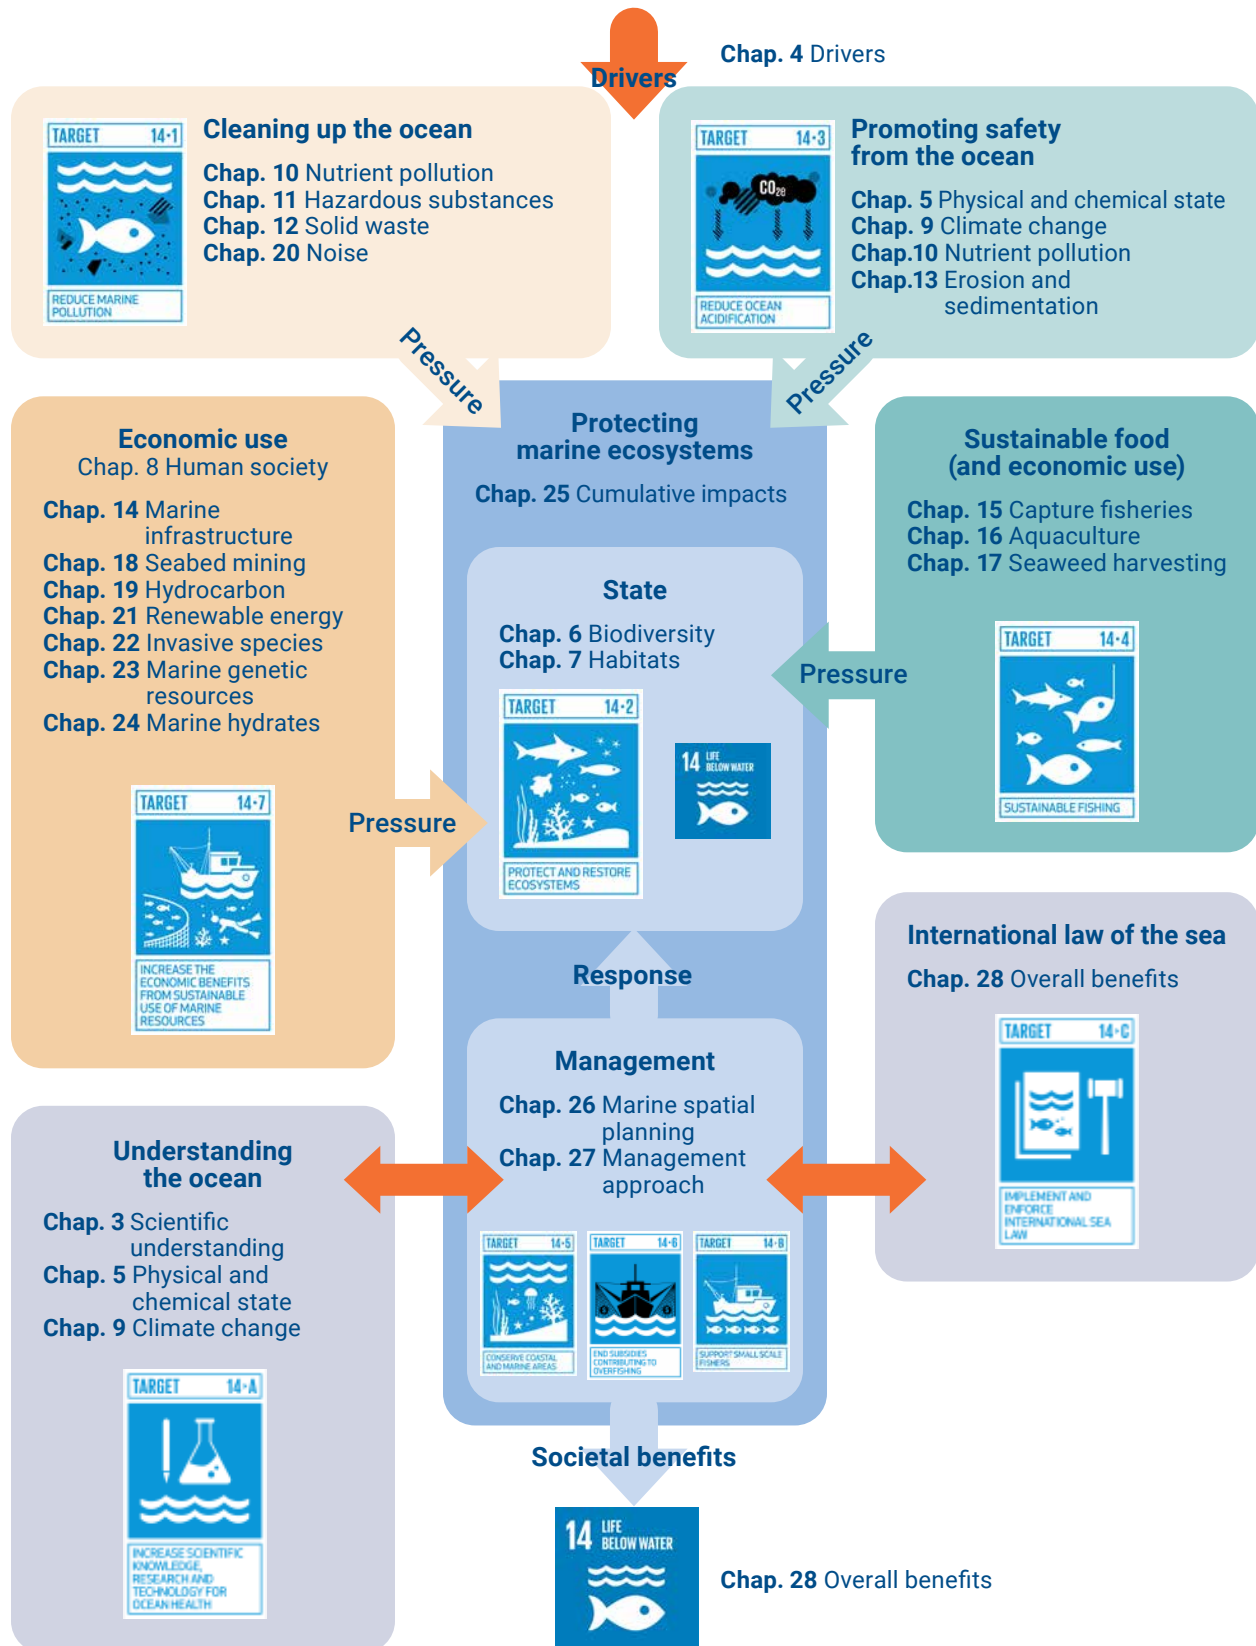 Drivers
Chap. 4 Drivers
TARGET 14·1
REDUCE MARINE
POLLUTION
Cleaning up the ocean
Chap. 10 Nutrient pollution
Chap. 11 Hazardous substances
Chap. 12 Solid waste
Chap. 20 Noise
TARGET 14·3
CO2e
REDUCE OCEAN
ACIDIFICATION
Promoting safety
from the ocean
Chap. 5 Physical and chemical state
Chap. 9 Climate change
Chap.10 Nutrient pollution
Chap.13 Erosion and
sedimentation
Pressure
Pressure
Economic use
Chap. 8 Human society
Chap. 14 Marine
infrastructure
Chap. 18 Seabed mining
Chap. 19 Hydrocarbon
Chap. 21 Renewable energy
Chap. 22 Invasive species
Chap. 23 Marine genetic
resources
Chap. 24 Marine hydrates
TARGET 14·7
INCREASE THE
ECONOMIC BENEFITS
FROM SUSTAINABLE
USE OF MARINE
RESOURCES
Pressure
Protecting
marine ecosystems
Chap. 25 Cumulative impacts
State
Chap. 6 Biodiversity
Chap. 7 Habitats
TARGET 14·2
PROTECT AND RESTORE
ECOSYSTEMS
14 LIFE
BELOW WATER
Sustainable food
(and economic use)
Chap. 15 Capture fisheries
Chap. 16 Aquaculture
Chap. 17 Seaweed harvesting
TARGET 14·4
SUSTAINABLE FISHING
Pressure
Response
Management
Chap. 26 Marine spatial
planning
Chap. 27 Management
approach
TARGET 14·5
CONSERVE COASTAL
AND MARINE AREAS
TARGET 14·6
END SUBSIDIES
CONTRIBUTING TO
OVERFISHING
TARGET 14·B
SUPPORT SMALL SCALE
FISHERS
International law of the sea
Chap. 28 Overall benefits
TARGET 14·C
IMPLEMENT AND
ENFORCE
INTERNATIONAL SEA
LAW
Understanding
the ocean
Chap. 3 Scientific
understanding
Chap. 5 Physical and
chemical state
Chap. 9 Climate change
TARGET 14·A
INCREASE SCIENTIFIC
KNOWLEDGE,
RESEARCH AND
TECHNOLOGY FOR
OCEAN HEALTH
Societal benefits
14 LIFE
BELOW WATER
Chap. 28 Overall benefits